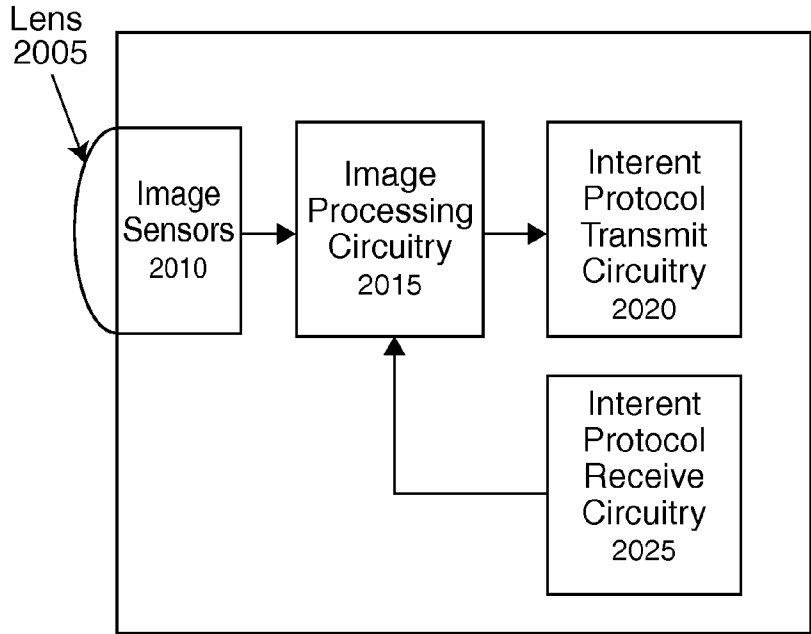 Lens
2005
Image
Sensors
2010
Image
Processing
Circuitry
2015
Interent
Protocol
Transmit
Circuitry
2020
Interent
Protocol
Receive
Circuitry
2025